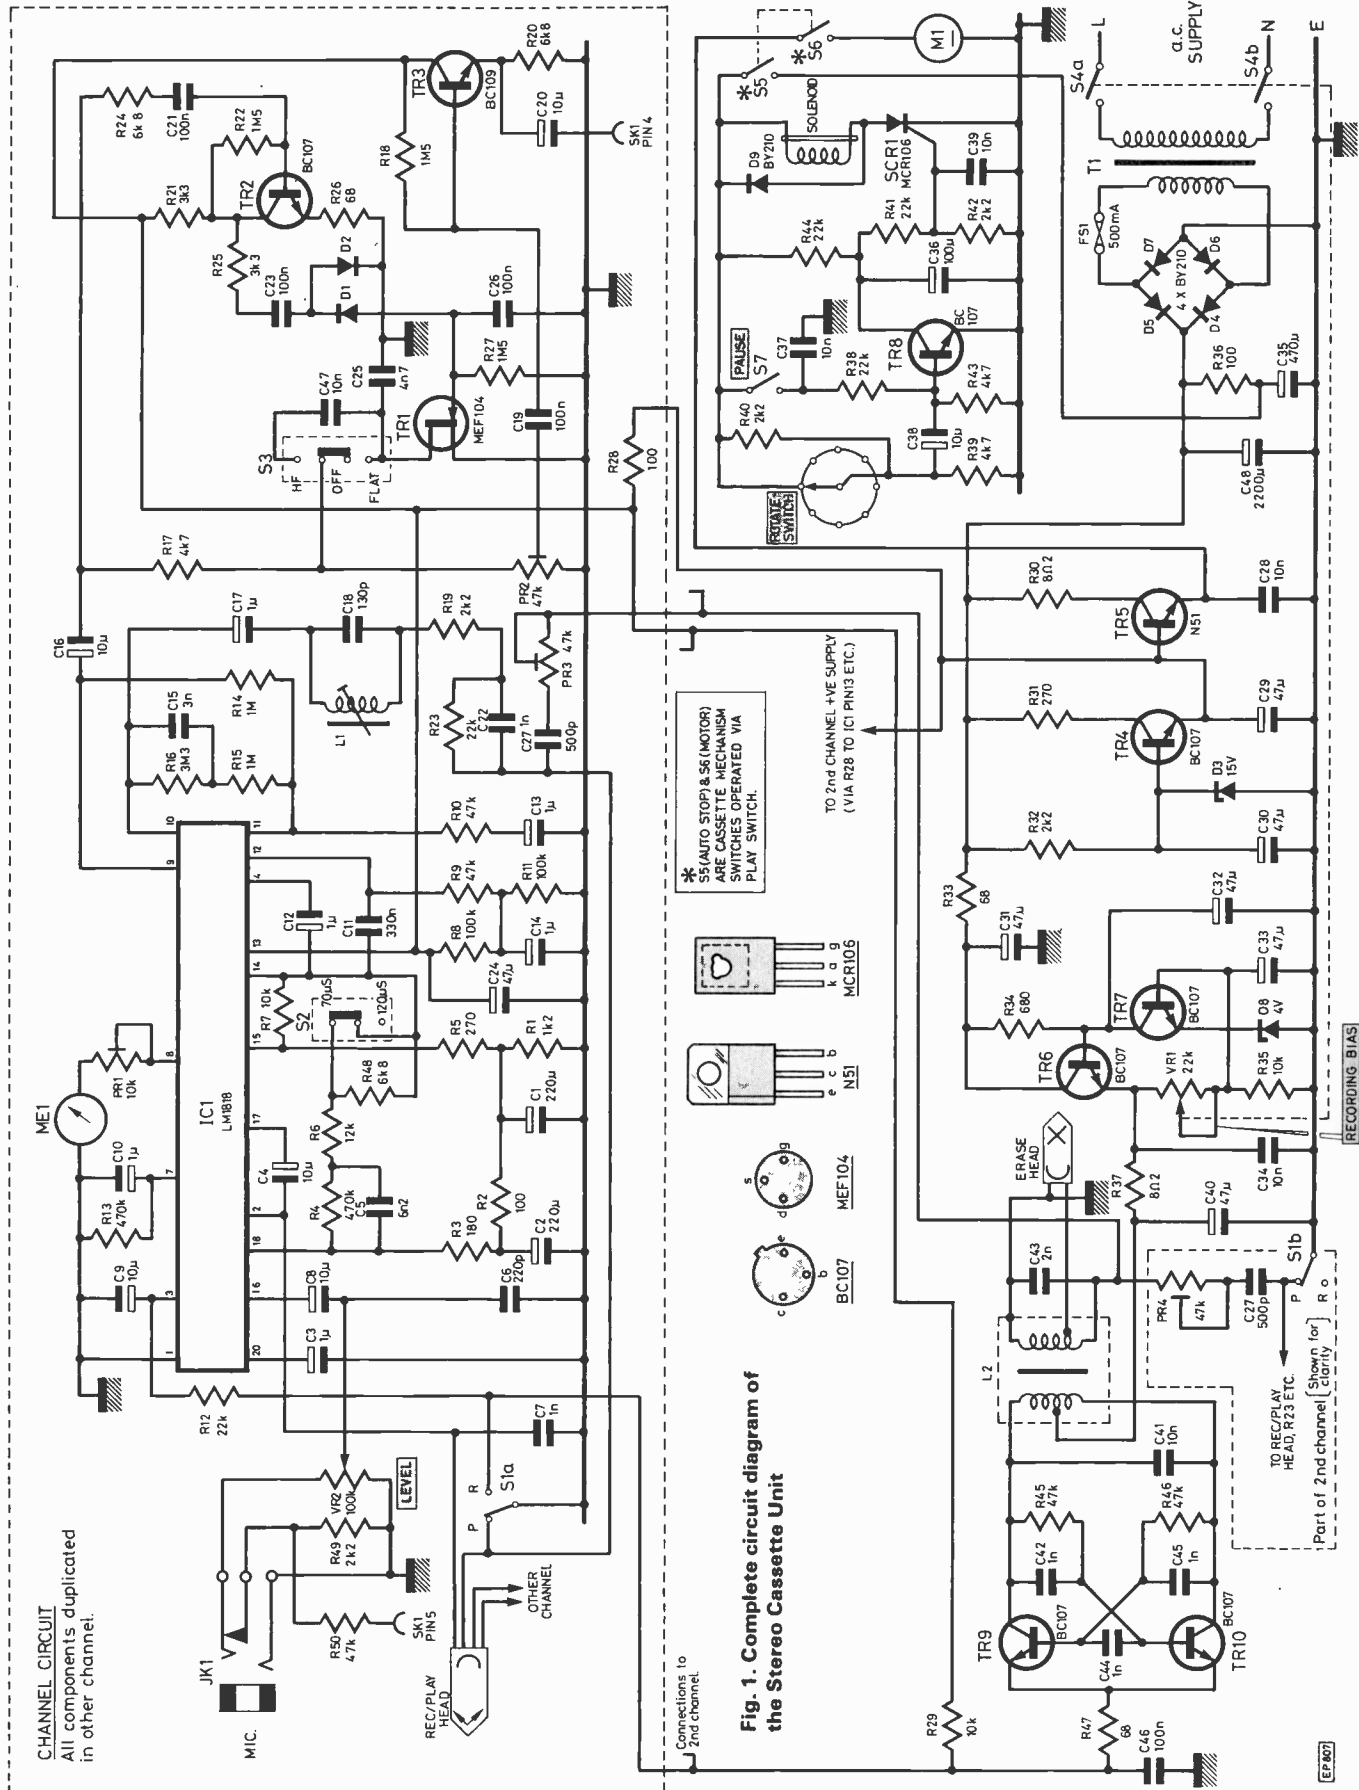 CHANNEL CIRCUIT
All components duplicated
in other channel.
JK1
MIC.
R50
47k
SK1
PIN5
R49
2k2
VR2
100k
LEVEL
REC/PLAY
HEAD
OTHER
CHANNEL
P
R
S1a
C7
1n
R12
22k
C9
10µ
R13
470k
C10
1µ
ME1
PR1
10k
IC1
LM1818
1
3
7
8
9
10
20
16
18
2
17
15
14
13
4
12
11
C3
1µ
C8
10µ
C6
220p
C4
10µ
R4
470k
C5
6n2
R6
12k
R48
6k8
R3
180
R2
100
C2
220µ
C1
220µ
R5
270
R1
1k2
R7
10k
S2
70µS
120µS
C12
1µ
C11
330n
C24
47µ
R8
100k
C14
1µ
R9
47k
R11
100k
R10
47k
C13
1µ
R16
3M3
C15
3n
R15
1M
R14
1M
C16
10µ
C17
1µ
L1
C18
130p
R19
2k2
R23
22k
C22
1n
C27
500p
PR3
47k
R17
4k7
PR2
47k
S3
HF
OFF
FLAT
C47
10n
C25
4n7
TR1
MEF104
R27
1M5
C19
100n
C26
100n
R28
100
R25
3k3
C23
100n
D1
D2
R21
3k3
R22
1M5
R24
6k8
C21
100n
TR2
BC107
R26
68
R18
1M5
TR3
BC109
R20
6k8
C20
10µ
SK1
PIN 4
Connections to
2nd channel.
Fig. 1. Complete circuit diagram of
the Stereo Cassette Unit
BC107
c
b
e
MEF104
d
s
g
N51
e
c
b
MCR106
k
a
g
* S5 (AUTO STOP) & S6 (MOTOR)
ARE CASSETTE MECHANISM
SWITCHES OPERATED VIA
PLAY SWITCH.
TO 2nd CHANNEL +VE SUPPLY
(VIA R28 TO IC1 PIN13 ETC.)
ROTATE
SWITCH
R40
2k2
PAUSE
S7
C37
10n
R38
22k
R39
4k7
C38
10µ
R43
4k7
TR8
BC
107
R44
22k
C36
100µ
R41
22k
R42
2k2
C39
10n
SCR1
MCR106
D9
BY210
SOLENOID
* S5
* S6
M1
R29
10k
R47
68
C46
100n
TR9
BC107
TR10
BC107
C44
1n
C42
1n
C45
1n
R45
47k
R46
47k
C41
10n
L2
C43
2n
ERASE
HEAD
PR4
47k
C27
500p
TO REC/PLAY
HEAD, R23 ETC.
Part of 2nd channel
(Shown for
clarity)
P
R
S1b
R37
8Ω2
C40
47µ
C34
10n
RECORDING BIAS
VR1
22k
R35
10k
TR6
BC107
R34
680
TR7
BC107
D8
4V
C31
47µ
C33
47µ
C32
47µ
R33
68
R32
2k2
C30
47µ
D3
15V
TR4
BC107
R31
270
C29
47µ
TR5
N51
R30
8Ω2
C28
10n
C48
2200µ
R36
100
C35
470µ
D5
D7
D4
D6
4 X BY210
FS1
500mA
T1
S4a
S4b
L
N
E
a.c.
SUPPLY
EP807